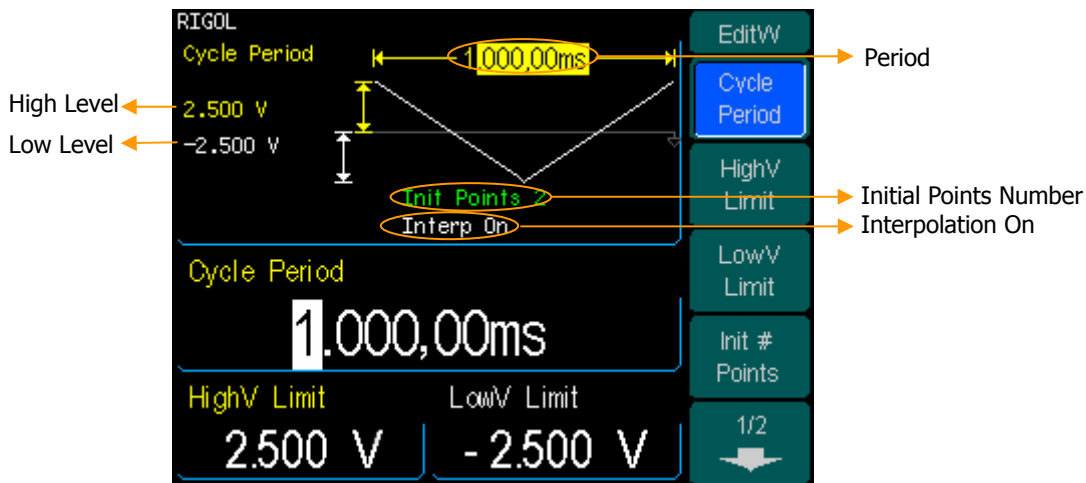 RIGOL
Cycle Period
1.000,00ms
Period
High Level
2.500 V
Low Level
-2.500 V
Init Points 2
Initial Points Number
Interp On
Interpolation On
Cycle Period
1.000,00ms
HighV Limit
LowV Limit
2.500 V
- 2.500 V
EditW
Cycle
Period
HighV
Limit
LowV
Limit
Init #
Points
1/2